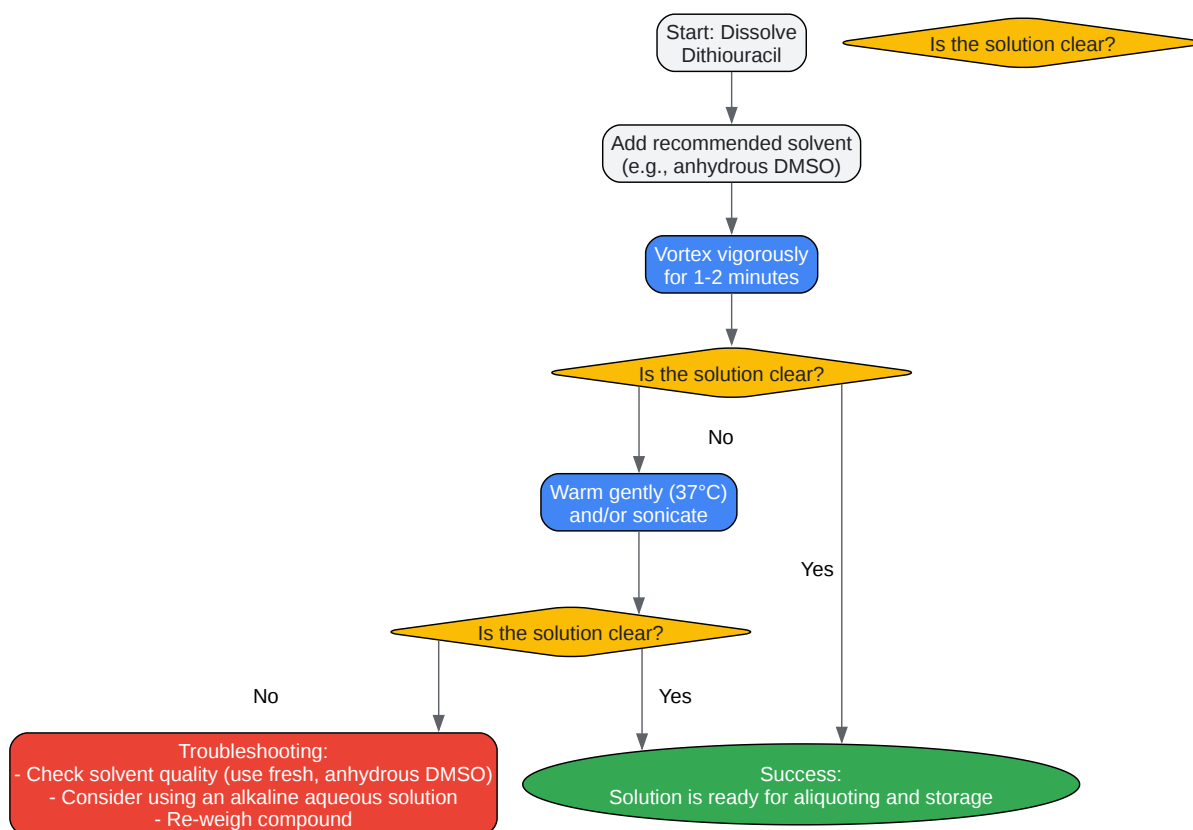 Start: Dissolve
Dithiouracil
Is the solution clear?
Add recommended solvent
(e.g., anhydrous DMSO)
Vortex vigorously
for 1-2 minutes
Is the solution clear?
No
Warm gently (37°C)
and/or sonicate
Yes
Is the solution clear?
No
Yes
Troubleshooting:
- Check solvent quality (use fresh, anhydrous DMSO)
- Consider using an alkaline aqueous solution
- Re-weigh compound
Success:
Solution is ready for aliquoting and storage